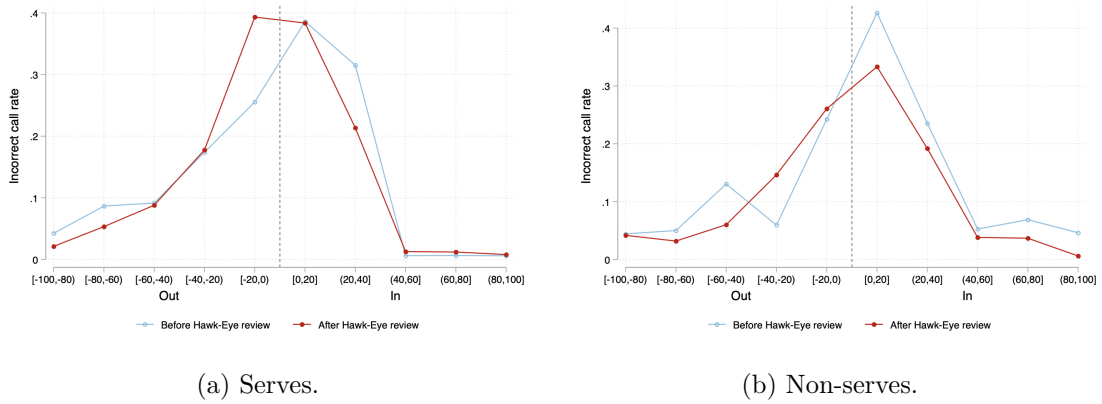 Incorrect call rate
.4
.3
.2
.1
0
[-100,-80) [-80,-60) [-60,-40) [-40,-20) [-20,0) [0,20] (20,40] (40,60] (60,80] (80,100]
Out In
Before Hawk-Eye review After Hawk-Eye review
(a) Serves.
Incorrect call rate
.4
.3
.2
.1
0
[-100,-80) [-80,-60) [-60,-40) [-40,-20) [-20,0) [0,20] (20,40] (40,60] (60,80] (80,100]
Out In
Before Hawk-Eye review After Hawk-Eye review
(b) Non-serves.